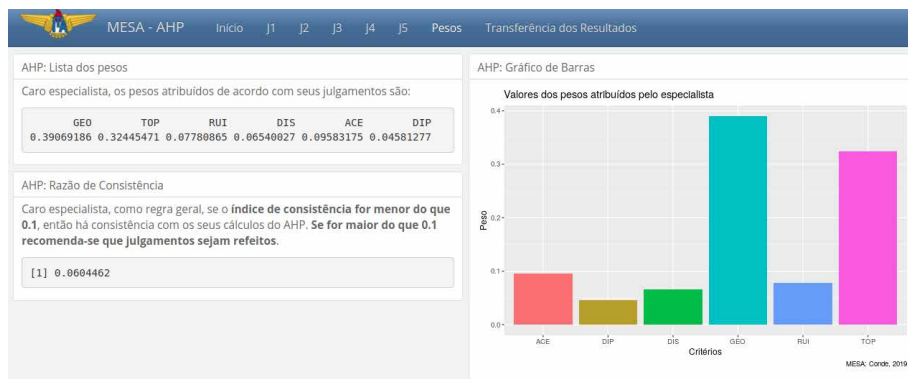 MESA - AHP Início J1 J2 J3 J4 J5 Pesos Transferência dos Resultados
AHP: Lista dos pesos
Caro especialista, os pesos atribuídos de acordo com seus julgamentos são:
GEO TOP RUI DIS ACE DIP
0.39069186 0.32445471 0.07780865 0.06540027 0.09583175 0.04581277
AHP: Razão de Consistência
Caro especialista, como regra geral, se o índice de consistência for menor do que
0.1, então há consistência com os seus cálculos do AHP. Se for maior do que 0.1
recomenda-se que julgamentos sejam refeitos.
[1] 0.0604462
AHP: Gráfico de Barras
Valores dos pesos atribuídos pelo especialista
0.4
0.3
0.2
0.1
0.0
Peso
ACE DIP DIS GEO RUI TOP
Critérios
MESA: Conde, 2019